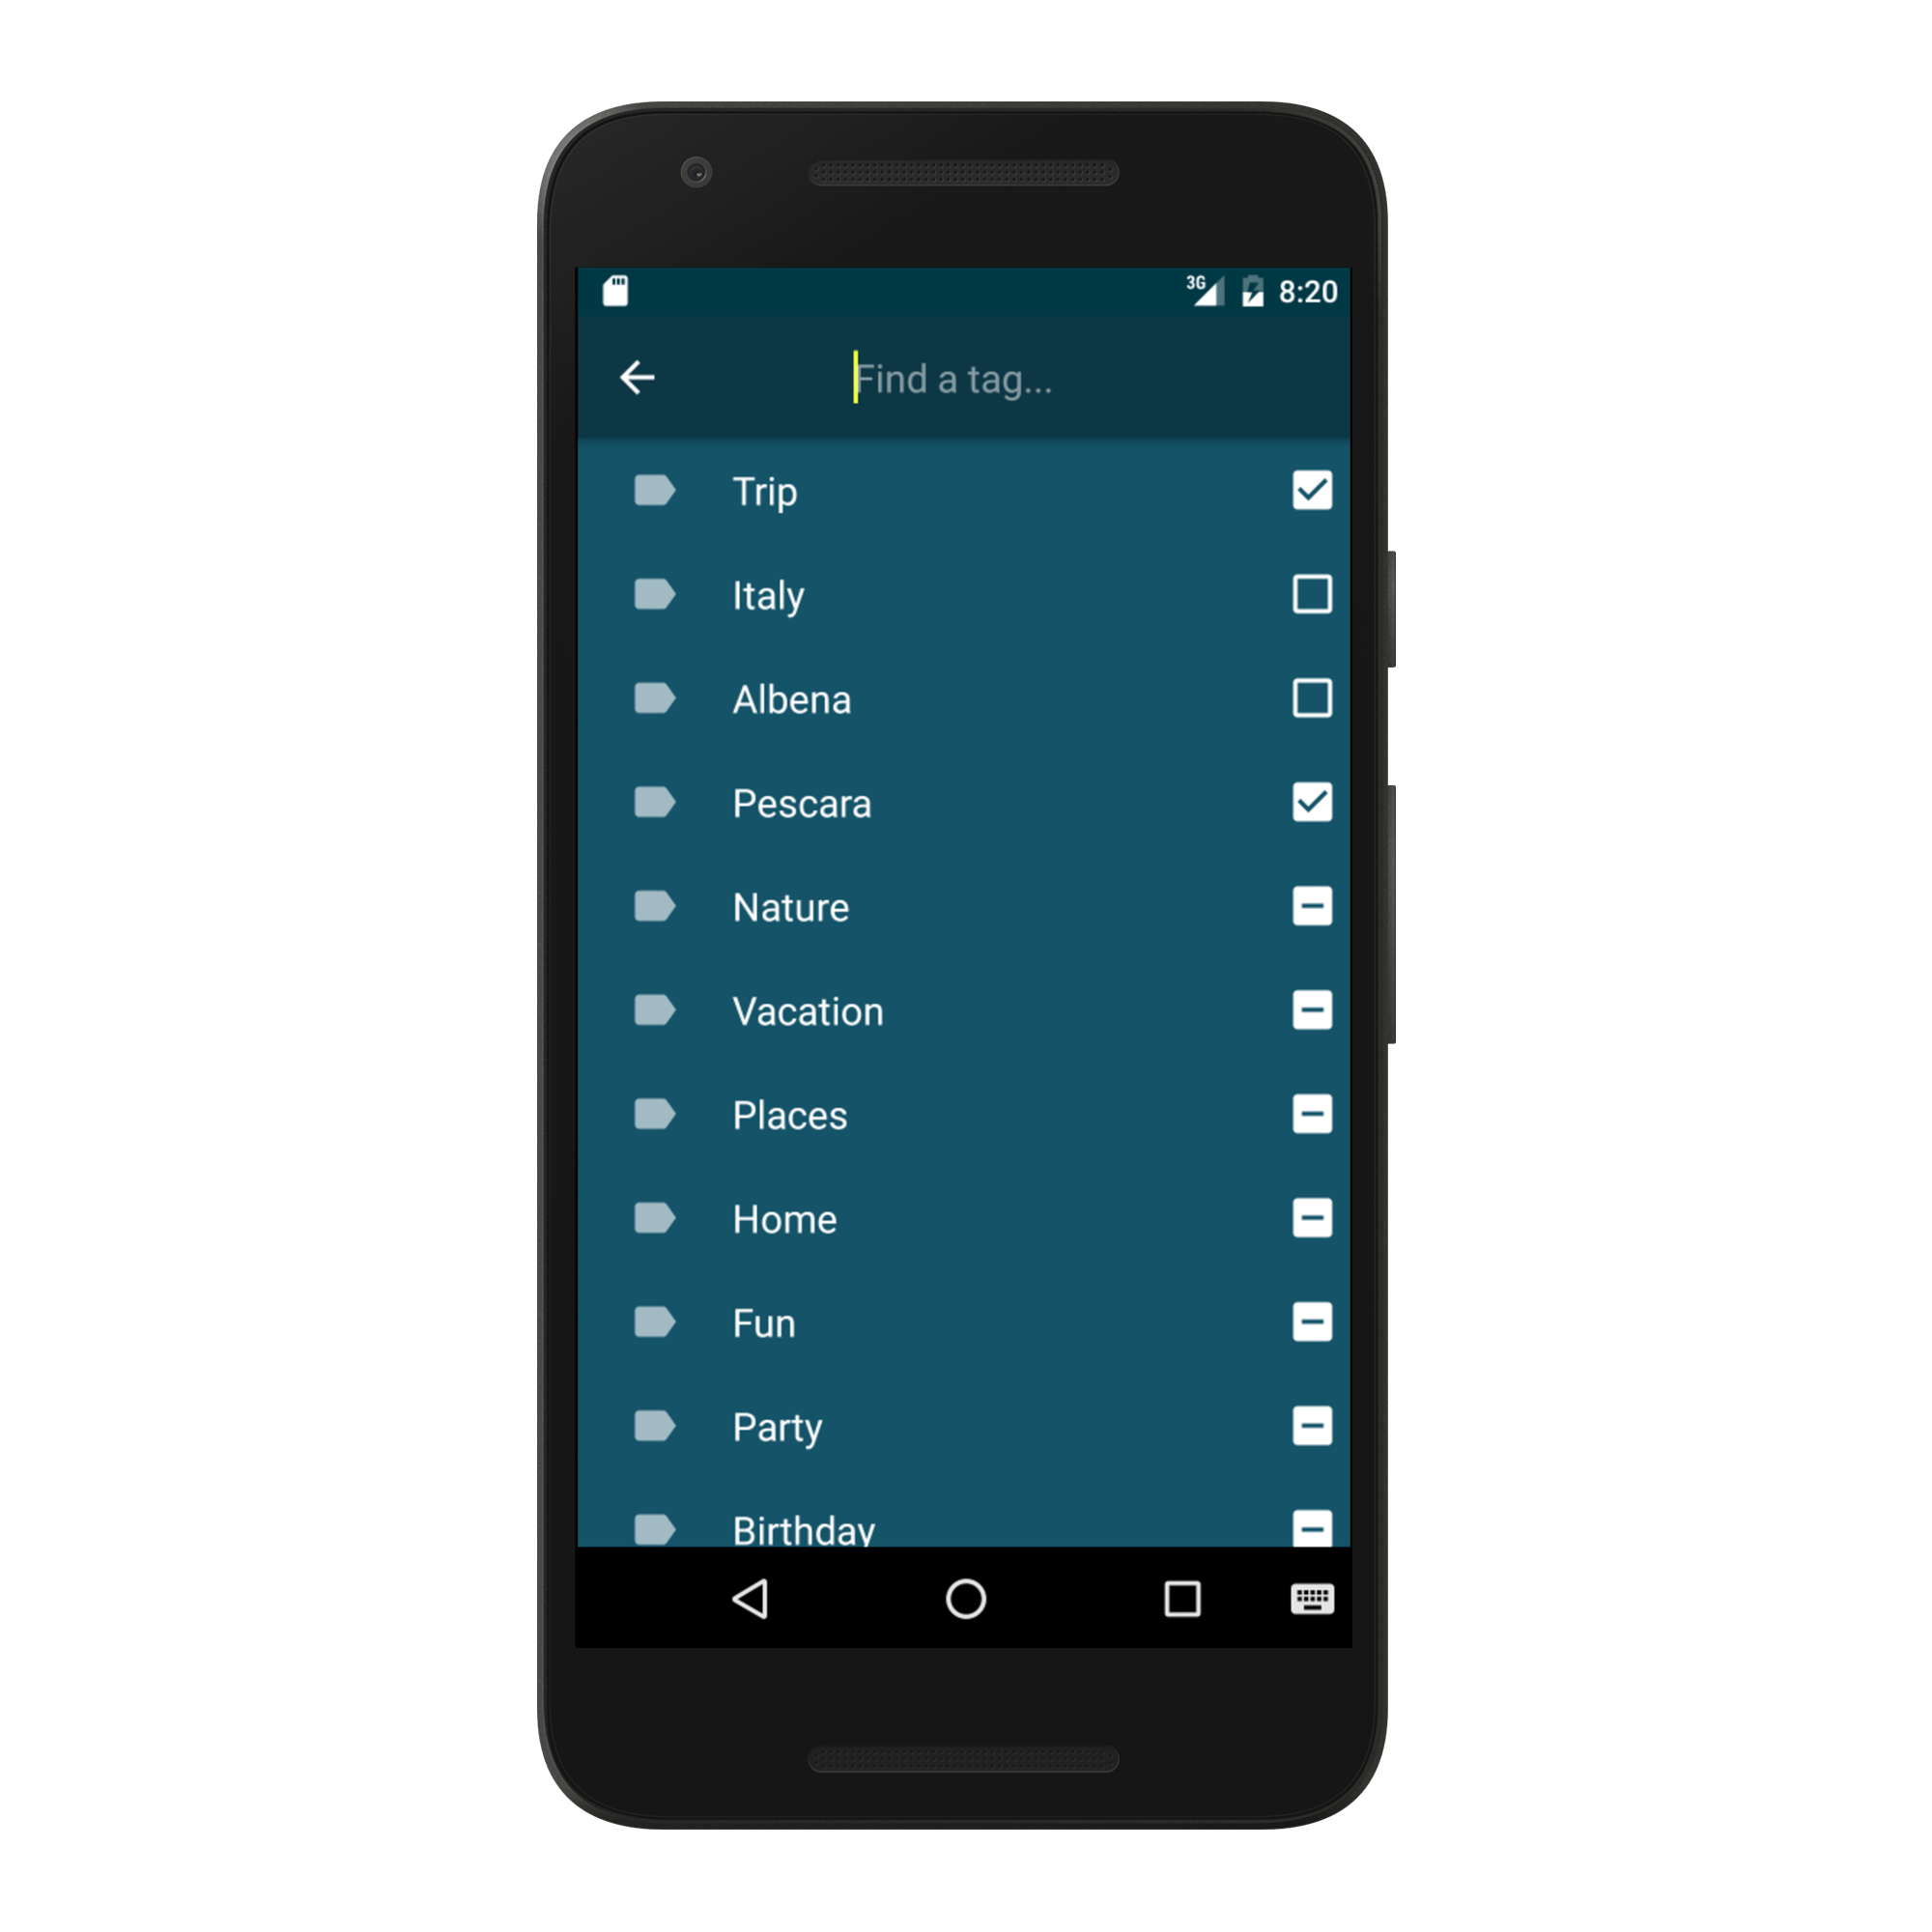 3G 8:20
Find a tag...
Trip
Italy
Albena
Pescara
Nature
Vacation
Places
Home
Fun
Party
Birthday